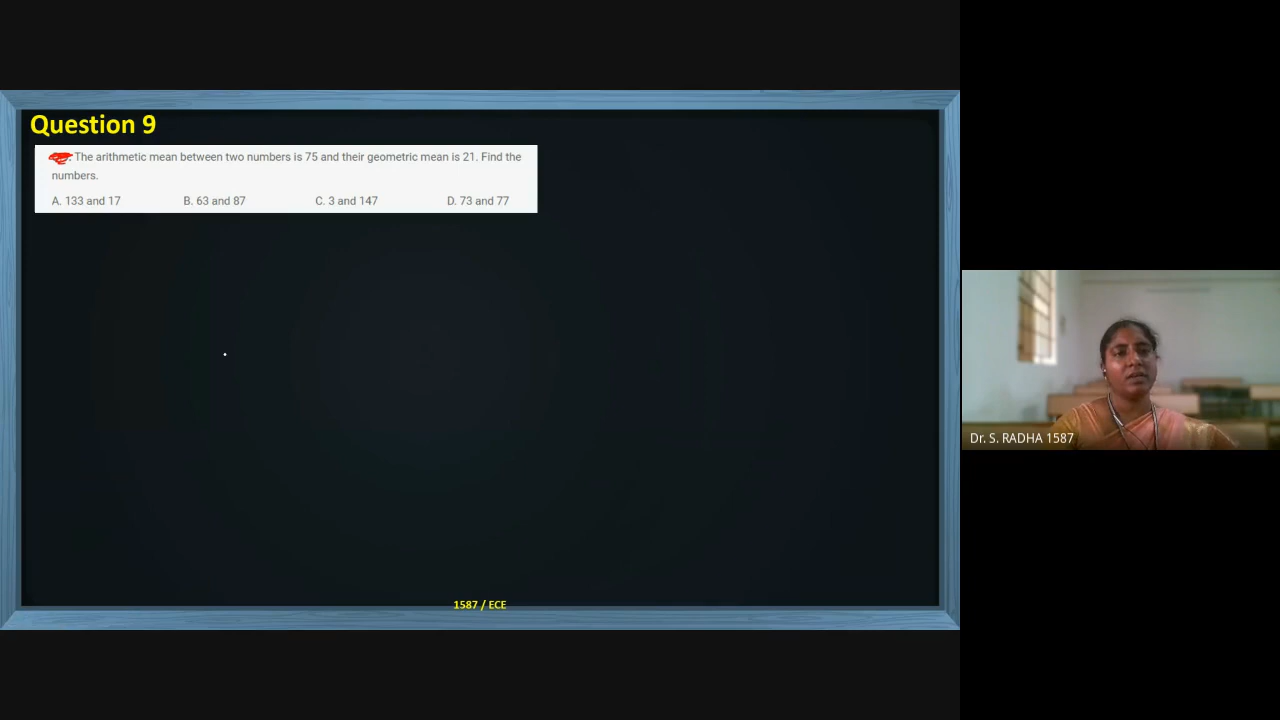 Question 9
The arithmetic mean between two numbers is 75 and their geometric mean is 21. Find the
numbers.
A. 133 and 17 B. 63 and 87 C. 3 and 147 D. 73 and 77
Dr. S. RADHA 1587
1587 / ECE